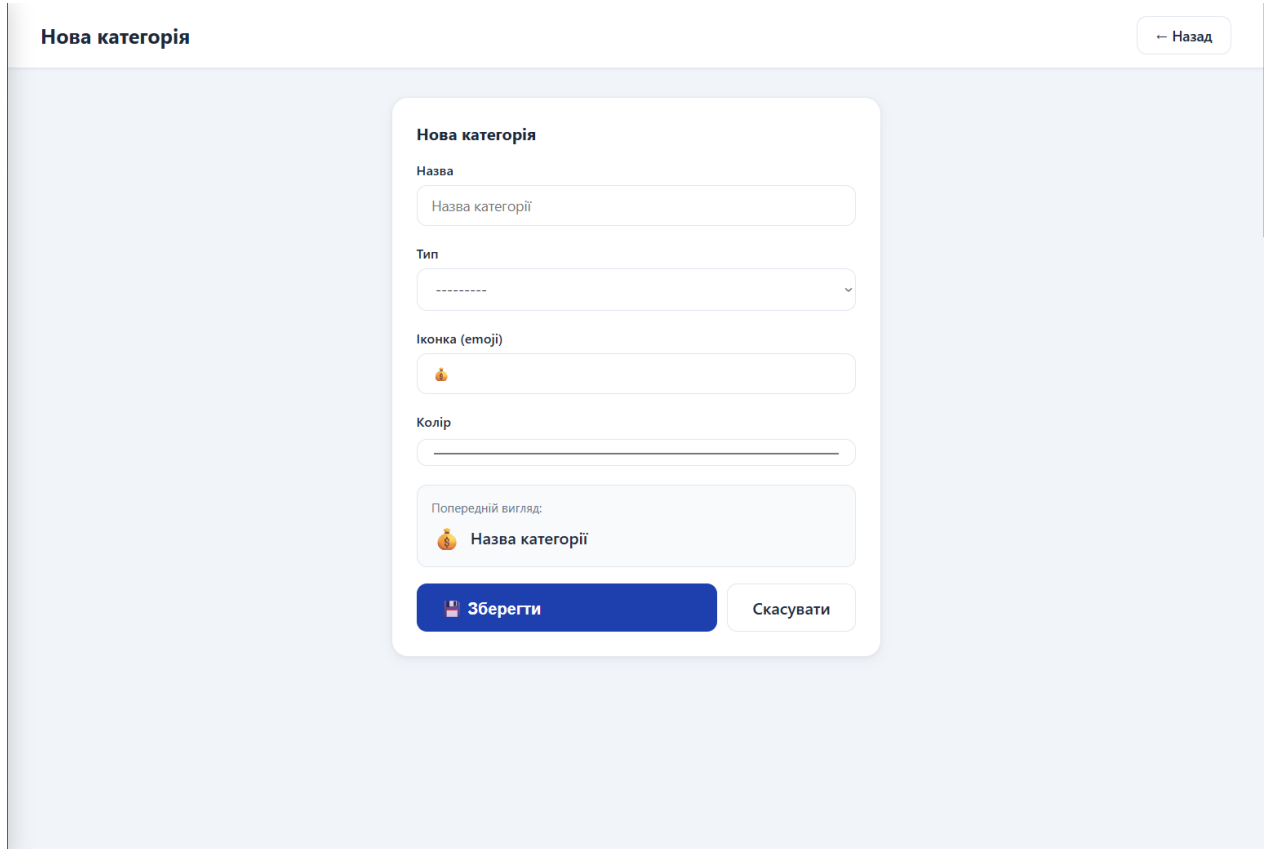 Нова категорія
← Назад
Нова категорія
Назва
Назва категорії
Тип
---------
Іконка (emoji)
💰
Колір
Попередній вигляд:
💰 Назва категорії
💾 Зберегти
Скасувати